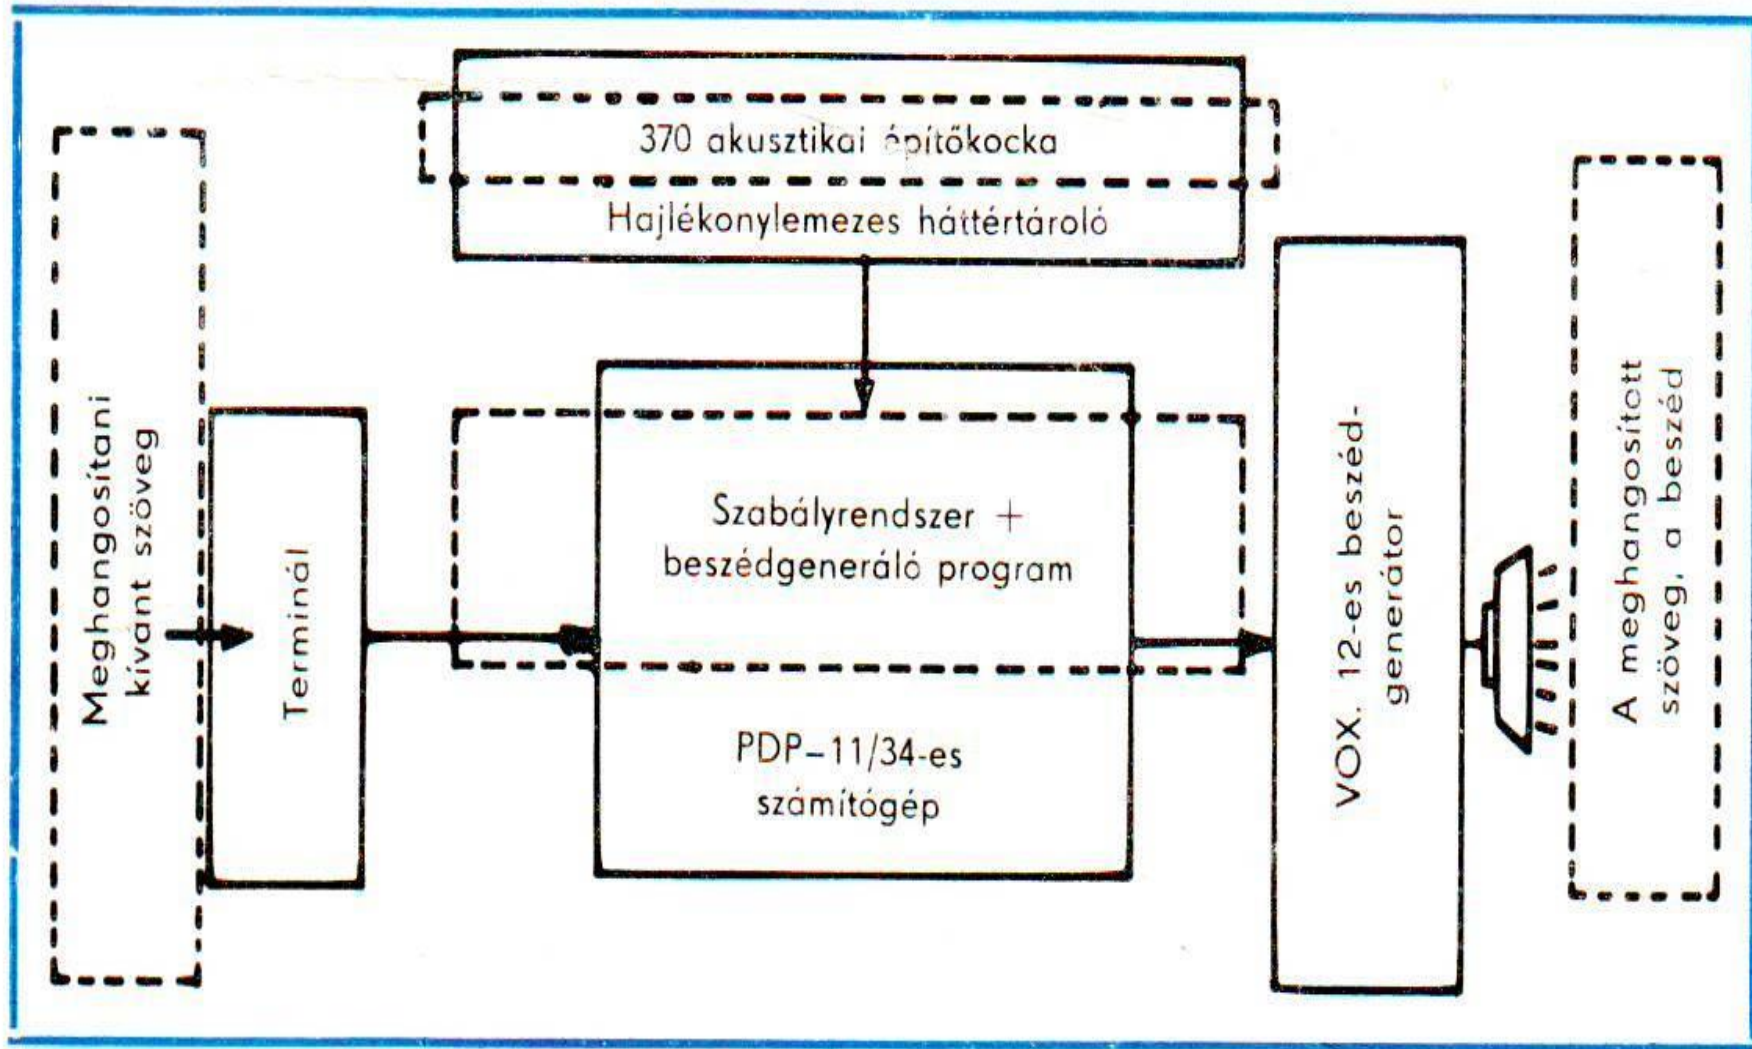 370 akusztikai építőkocka
Hajlékonylemezes háttértároló
Meghangosítani
kívánt szöveg
Terminál
Szabályrendszer +
beszédgeneráló program
PDP–11/34-es
számítógép
VOX. 12-es beszéd-
generátor
A meghangosított
szöveg, a beszéd